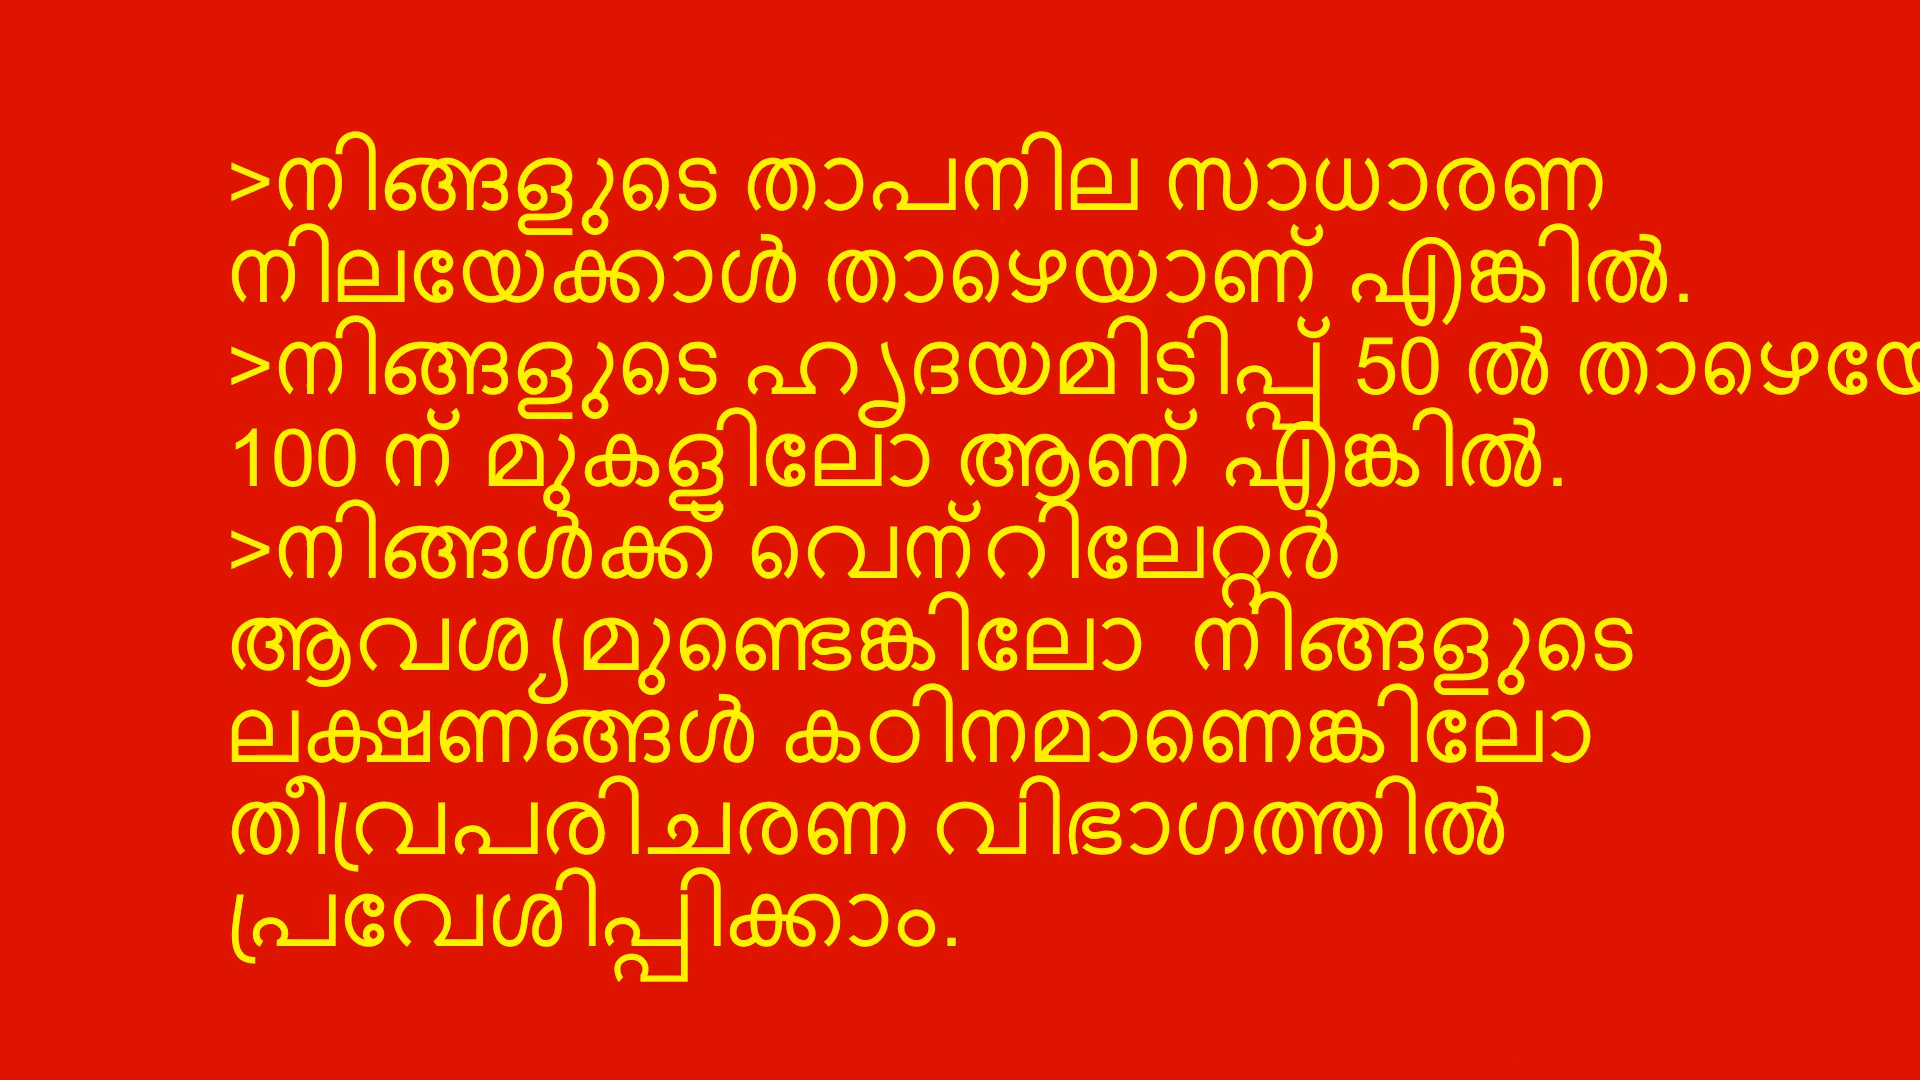 >നിങ്ങളുടെ താപനില സാധാരണ
നിലയേക്കാൾ താഴെയാണ് എങ്കിൽ.
>നിങ്ങളുടെ ഹൃദയമിടിപ്പ് 50 ൽ താഴെയേ
100 ന് മുകളിലോ ആണ് എങ്കിൽ.
>നിങ്ങൾക്ക് വെന്റിലേറ്റർ
ആവശ്യമുണ്ടെങ്കിലോ നിങ്ങളുടെ
ലക്ഷണങ്ങൾ കഠിനമാണെങ്കിലോ
തീവ്രപരിചരണ വിഭാഗത്തിൽ
പ്രവേശിപ്പിക്കാം.